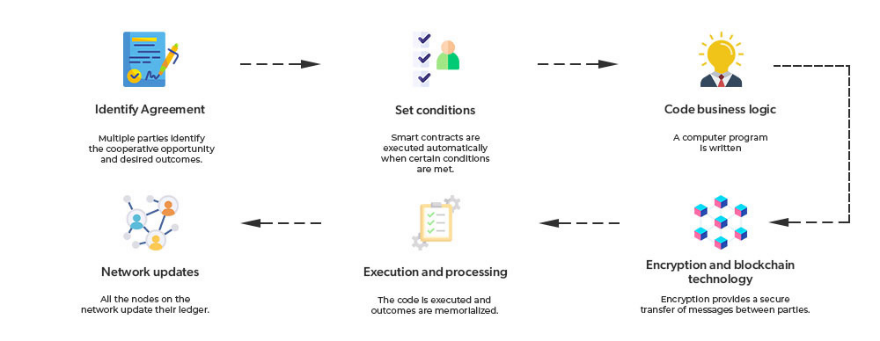 Identify Agreement
Multiple parties identify
the cooperative opportunity
and desired outcomes.
Set conditions
Smart contracts are
executed automatically
when certain conditions
are met.
Code business logic
A computer program
is written
Encryption and blockchain
technology
Encryption provides a secure
transfer of messages between parties.
Execution and processing
The code is executed and
outcomes are memorialized.
Network updates
All the nodes on the
network update their ledger.